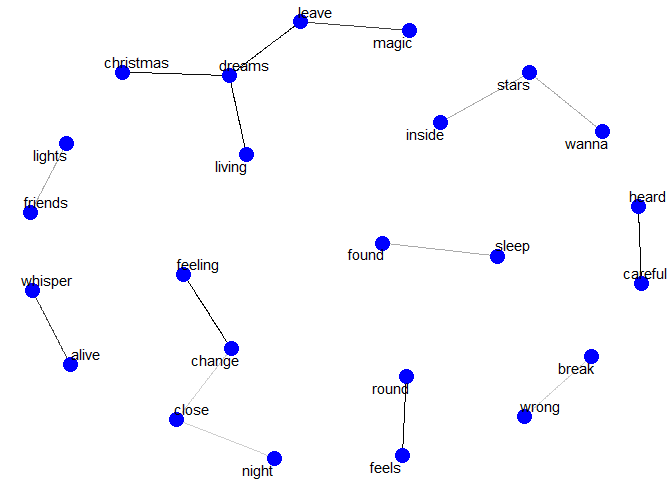 leave
magic
christmas
dreams
stars
inside
wanna
lights
living
friends
heard
found
sleep
feeling
careful
whisper
alive
change
break
round
close
wrong
night
feels